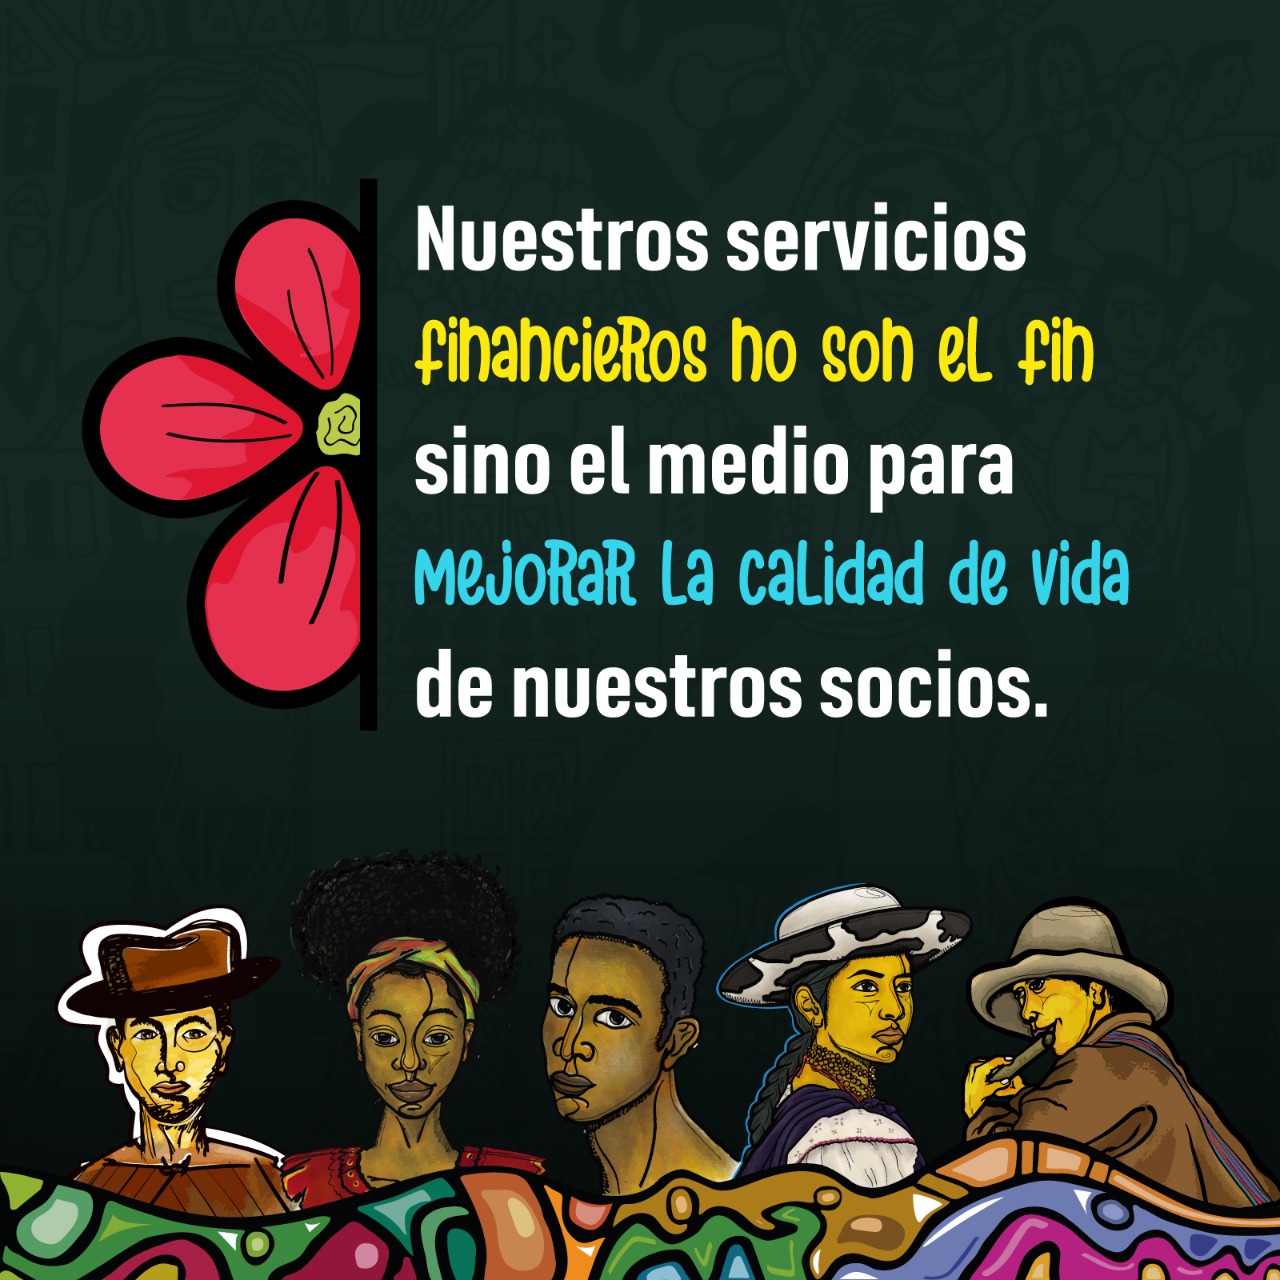 Nuestros servicios
financieros no son el fin
sino el medio para
mejorar la calidad de vida
de nuestros socios.